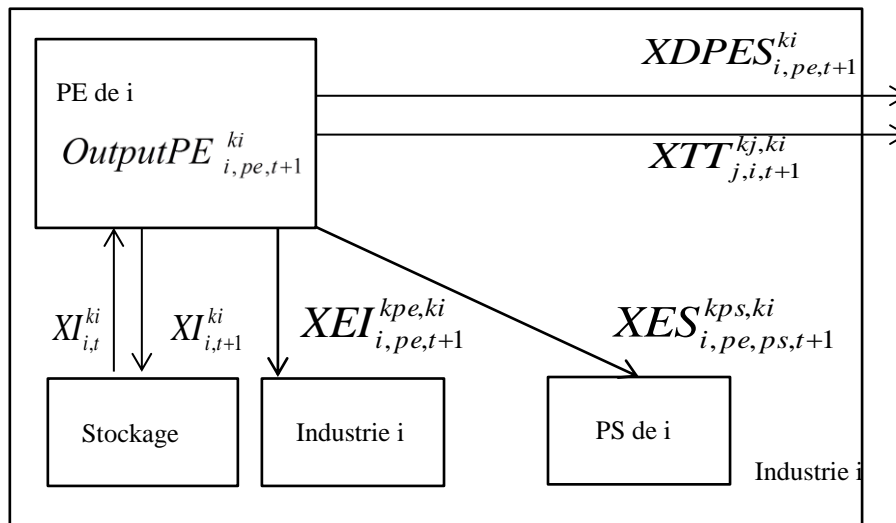 XDPES^{ki}_{i,pe,t+1}
PE de i
OutputPE^{ki}_{i,pe,t+1}
XTT^{kj,ki}_{j,i,t+1}
XI^{ki}_{i,t}
XI^{ki}_{i,t+1}
XEI^{kpe,ki}_{i,pe,t+1}
XES^{kps,ki}_{i,pe,ps,t+1}
Stockage
Industrie i
PS de i
Industrie i